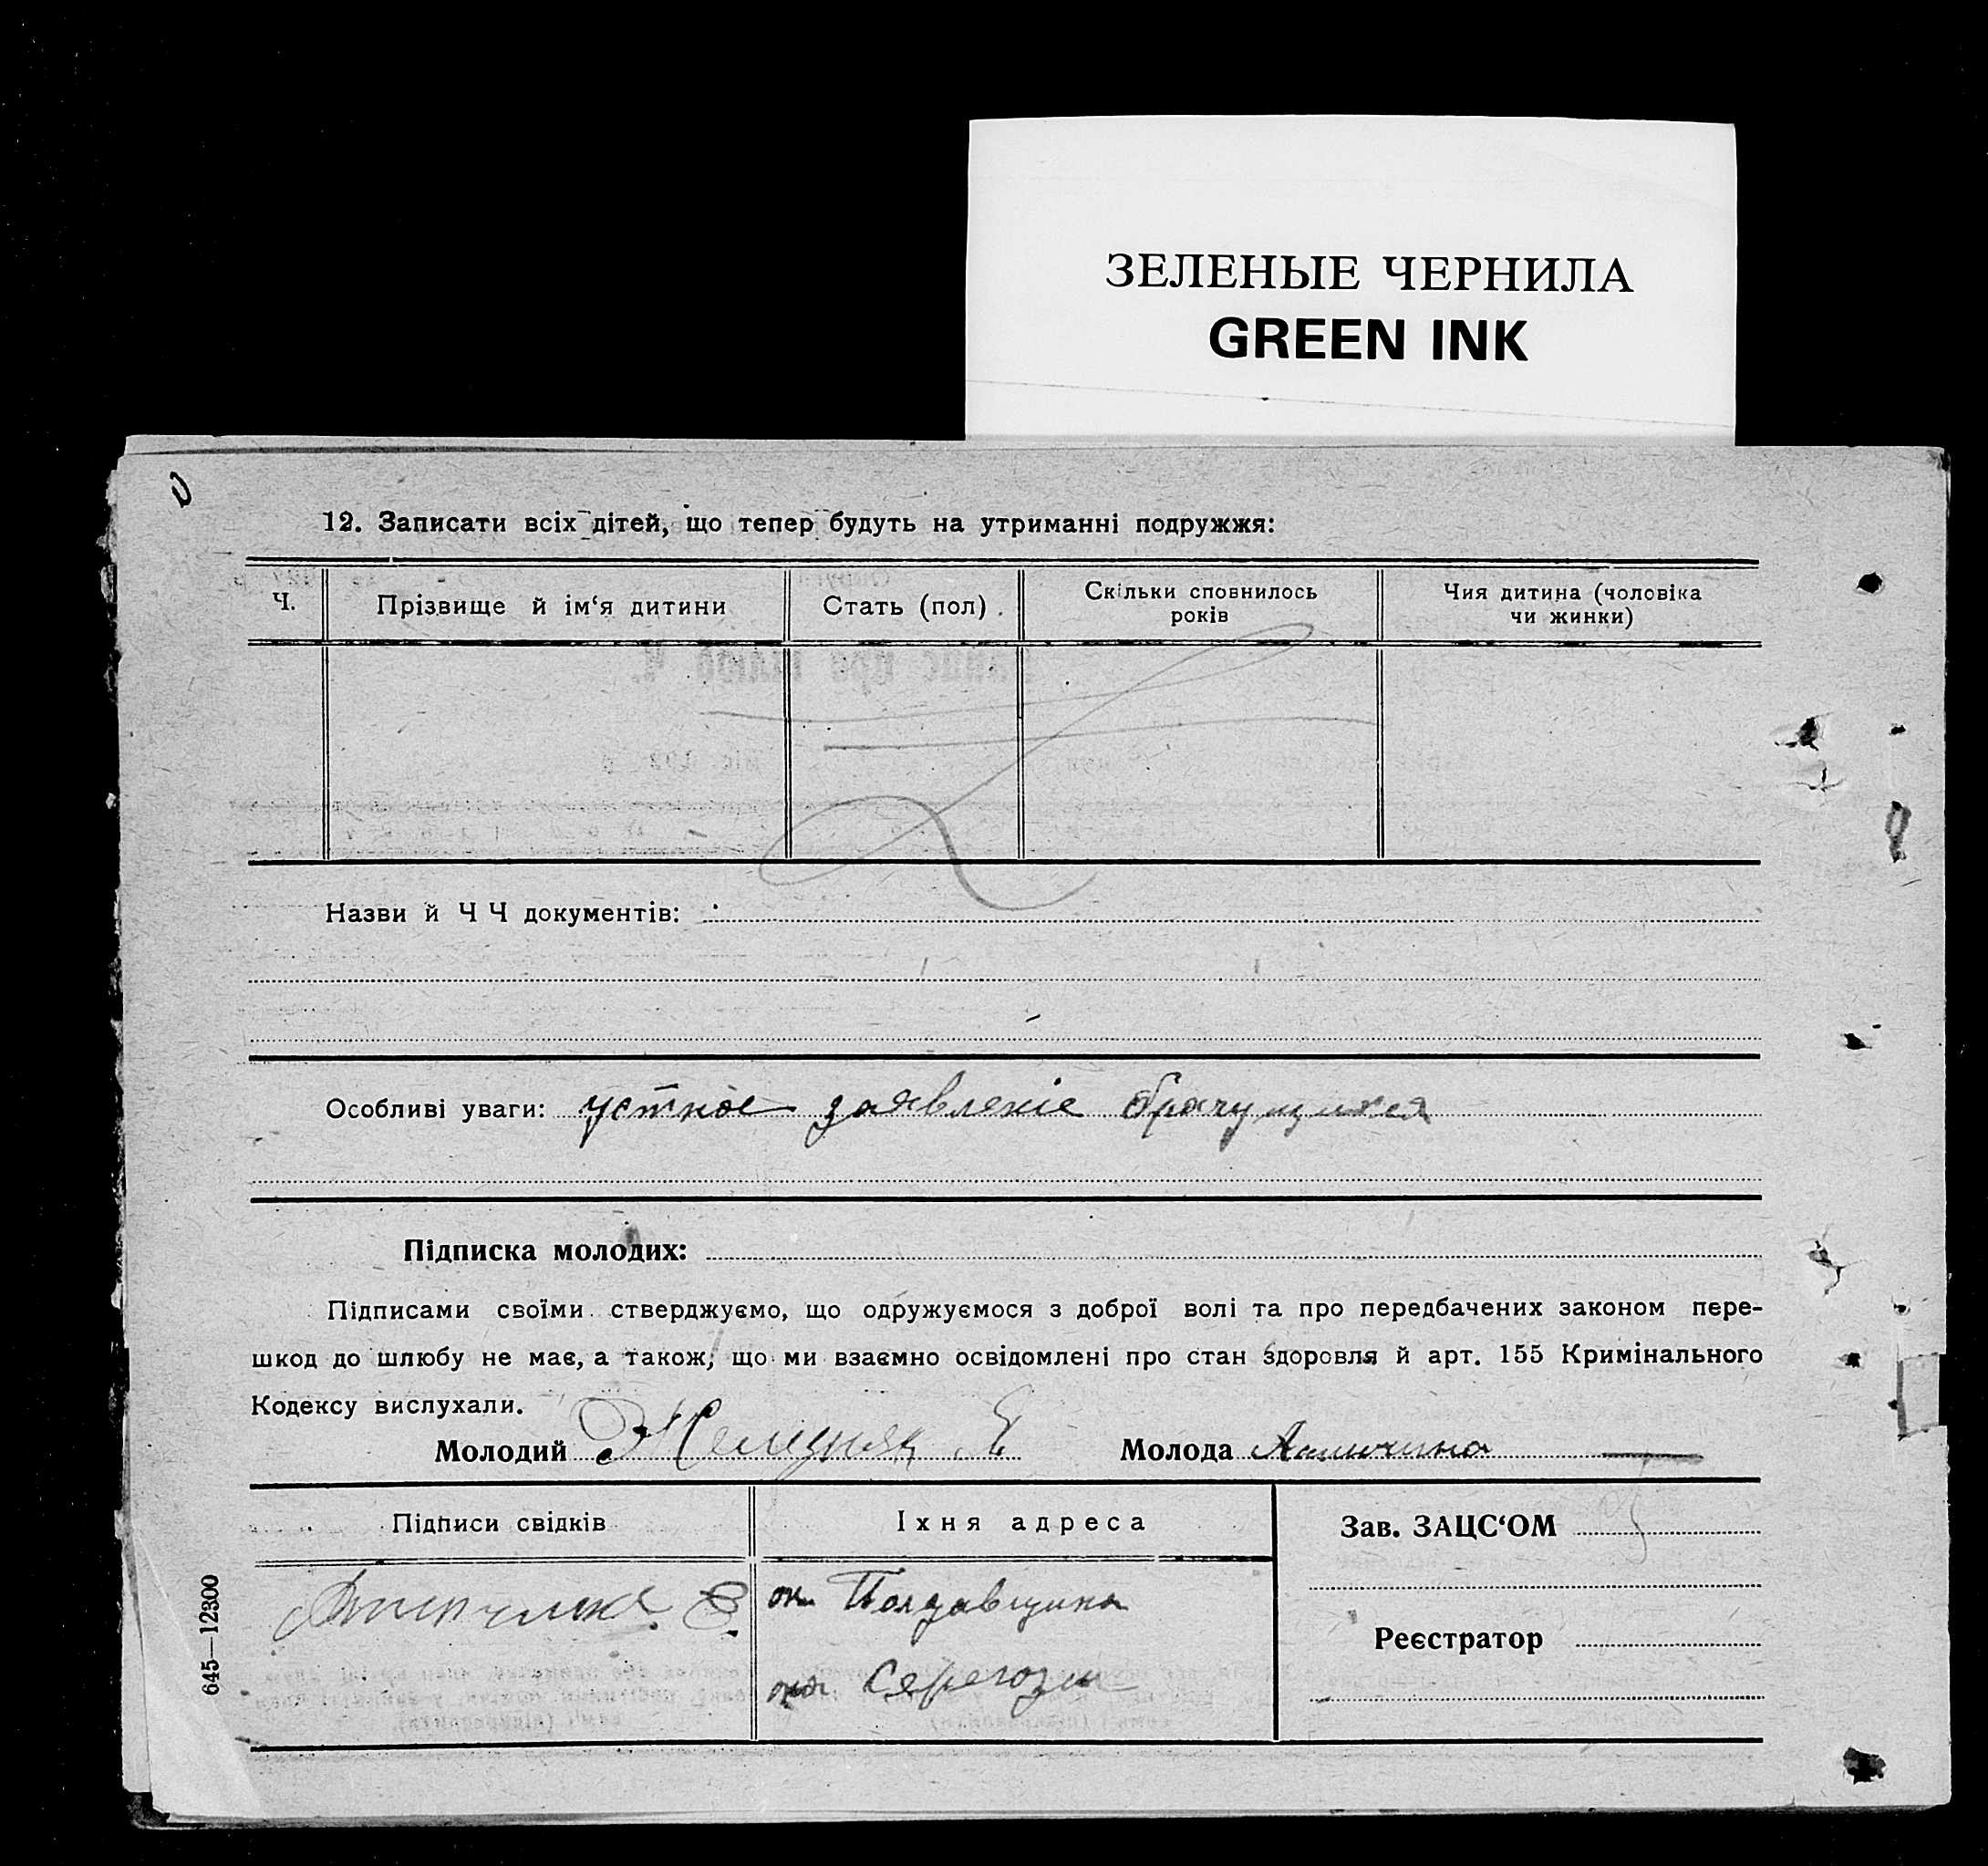 ЗЕЛЕНЫЕ ЧЕРНИЛА
GREEN INK
12. Записати всіх дітей, що тепер будуть на утриманні подружжя:
Ч.
Прізвище й ім‘я дитини
Стать (пол)
Скільки сповнилось
років
Чия дитина (чоловіка
чи жинки)
Назви й Ч Ч документів:
Особливі уваги: устное заявленіе брачущихся
Підписка молодих:
Підписами своїми стверджуємо, що одружуємося з доброї волі та про передбачених законом пере-
шкод до шлюбу не має, а також, що ми взаємно освідомлені про стан здоровля й арт. 155 Кримінального
Кодексу вислухали.
Молодий
Молода
Підписи свідків
Їхня адреса
Зав. ЗАЦС‘ОМ
Реєстратор
он
она
645—12300